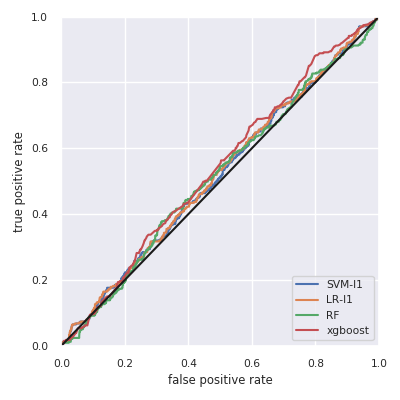 1.0
0.8
0.6
0.4
0.2
0.0
true positive rate
SVM-l1
LR-l1
RF
xgboost
0.0 0.2 0.4 0.6 0.8 1.0
false positive rate